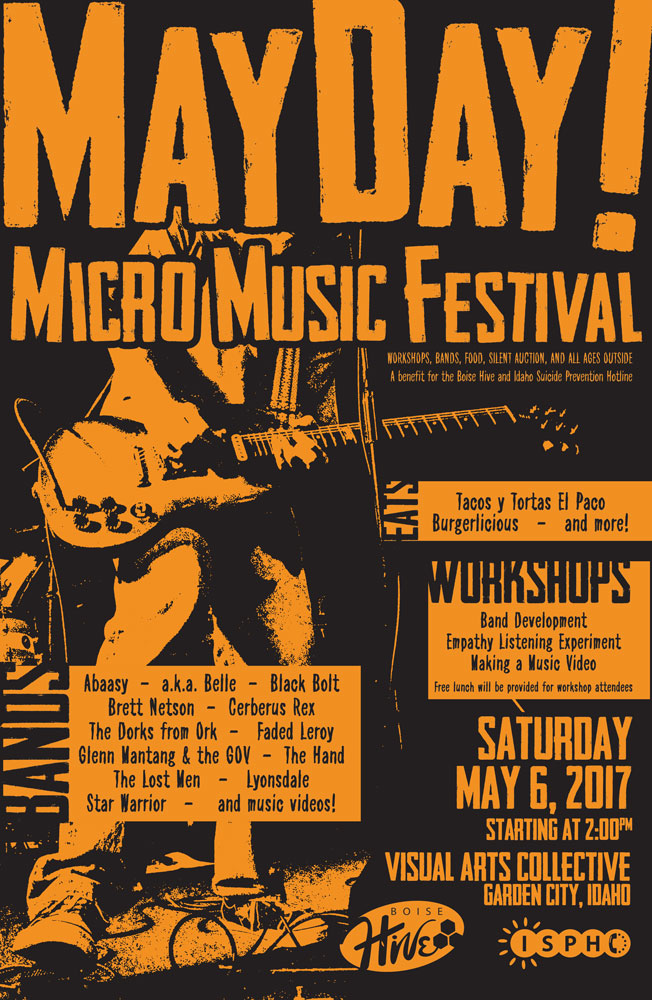 MAYDAY!
MICRO MUSIC FESTIVAL
WORKSHOPS, BANDS, FOOD, SILENT AUCTION, AND ALL AGES OUTSIDE
A benefit for the Boise Hive and Idaho Suicide Prevention Hotline
EATS
Tacos y Tortas El Paco
Burgerlicious – and more!
WORKSHOPS
Band Development
Empathy Listening Experiment
Making a Music Video
Free lunch will be provided for workshop attendees
BANDS
Abaasy – a.k.a. Belle – Black Bolt
Brett Netson – Cerberus Rex
The Dorks from Ork – Faded Leroy
Glenn Mantang & the GOV – The Hand
The Lost Men – Lyonsdale
Star Warrior – and music videos!
SATURDAY
MAY 6, 2017
STARTING AT 2:00PM
VISUAL ARTS COLLECTIVE
GARDEN CITY, IDAHO
BOISE
Hive
ISPHC